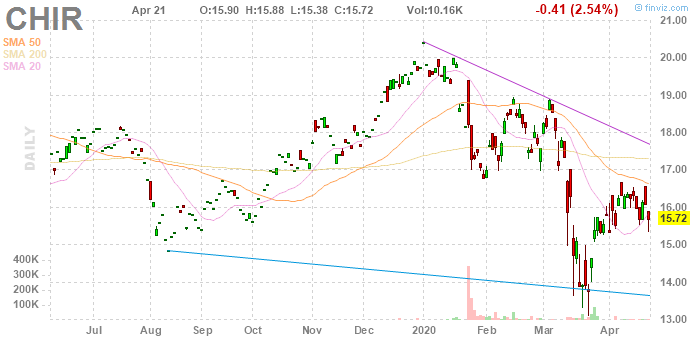 CHIR Apr 21 O:15.90 H:15.88 L:15.38 C:15.72 Vol:10.16K -0.41 (2.54%)
© finviz.com
SMA 50
SMA 200
SMA 20
DAILY
21.00
20.00
19.00
18.00
17.00
16.00
15.72
15.00
14.00
13.00
400K
300K
200K
100K
Jul Aug Sep Oct Nov Dec 2020 Feb Mar Apr